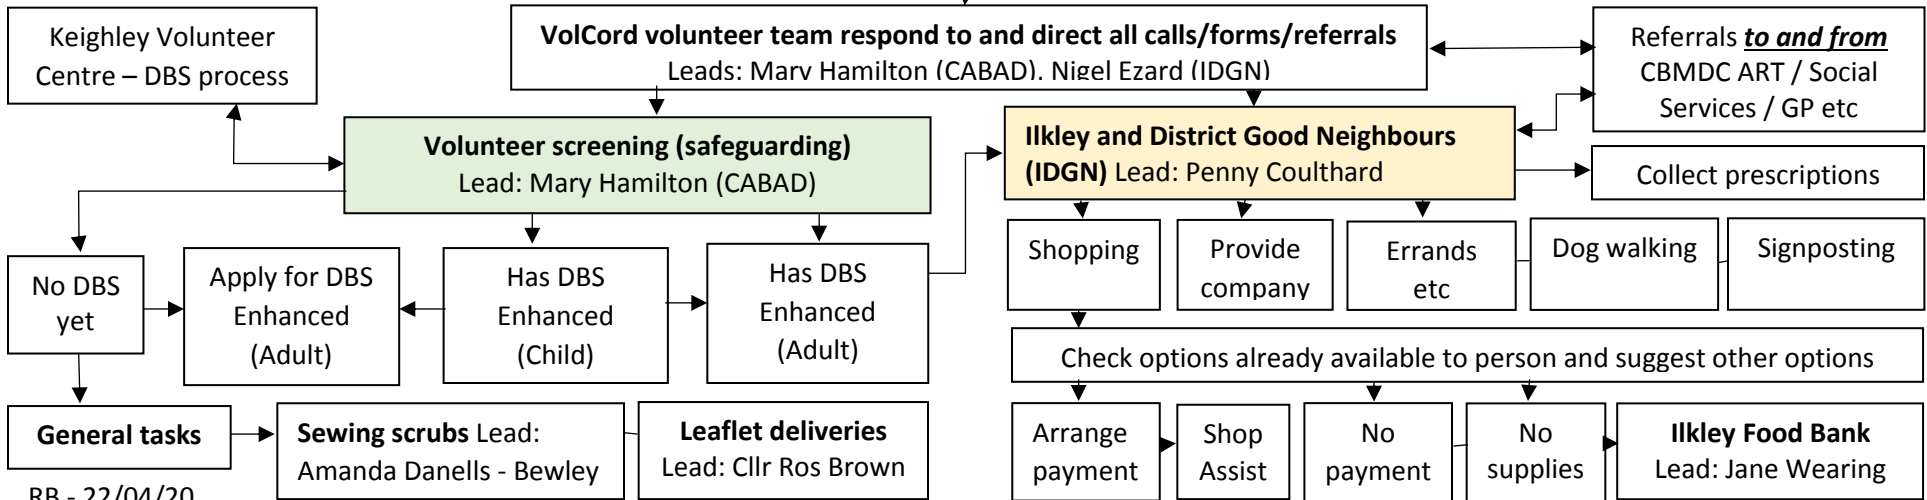 Keighley Volunteer
Centre – DBS process
VolCord volunteer team respond to and direct all calls/forms/referrals
Leads: Mary Hamilton (CABAD), Nigel Ezard (IDGN)
Referrals to and from
CBMDC ART / Social
Services / GP etc
Volunteer screening (safeguarding)
Lead: Mary Hamilton (CABAD)
Ilkley and District Good Neighbours
(IDGN) Lead: Penny Coulthard
Collect prescriptions
No DBS
yet
Apply for DBS
Enhanced
(Adult)
Has DBS
Enhanced
(Child)
Has DBS
Enhanced
(Adult)
Shopping
Provide
company
Errands
etc
Dog walking
Signposting
Check options already available to person and suggest other options
General tasks
Sewing scrubs Lead:
Amanda Danells - Bewley
Leaflet deliveries
Lead: Cllr Ros Brown
Arrange
payment
Shop
Assist
No
payment
No
supplies
Ilkley Food Bank
Lead: Jane Wearing
RB - 22/04/20